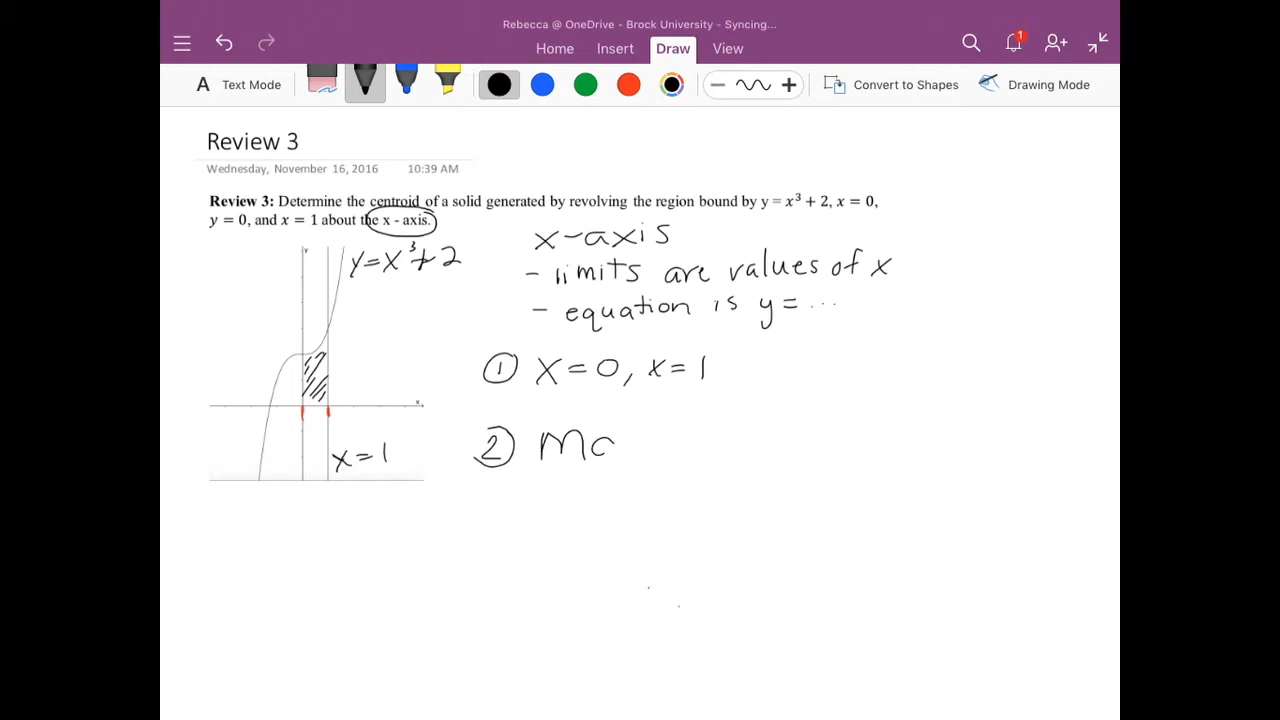 Rebecca @ OneDrive - Brock University - Syncing...
Home Insert Draw View
1
A Text Mode Convert to Shapes Drawing Mode
Review 3
Wednesday, November 16, 2016 10:39 AM
Review 3: Determine the centroid of a solid generated by revolving the region bound by y = x³ + 2, x = 0,
y = 0, and x = 1 about the x - axis.
y = x³ + 2
x-axis
- limits are values of x
- equation is y = ...
① x = 0, x = 1
② Mo
y
x
x = 1